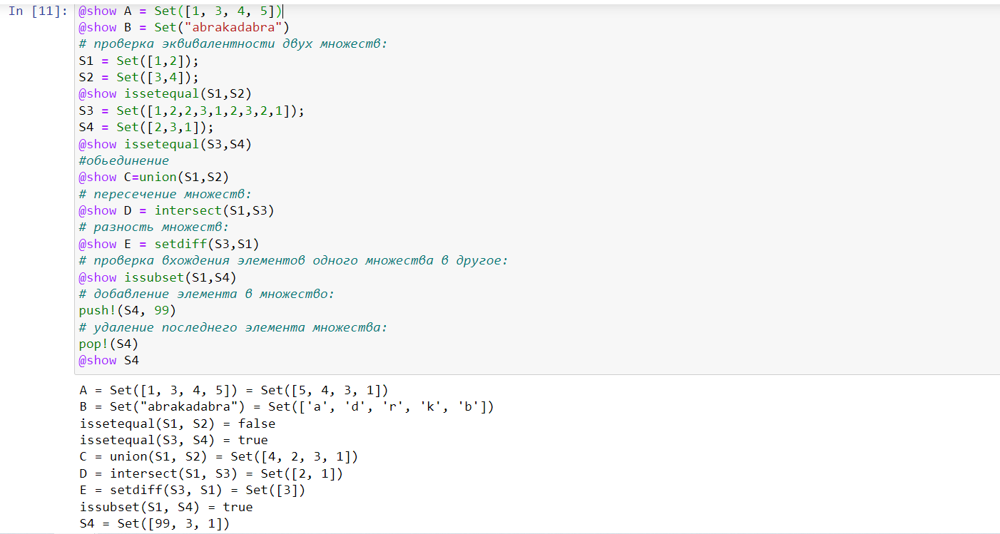 In [11]: @show A = Set([1, 3, 4, 5])
@show B = Set("abrakadabra")
# проверка эквивалентности двух множеств:
S1 = Set([1,2]);
S2 = Set([3,4]);
@show issetequal(S1,S2)
S3 = Set([1,2,2,3,1,2,3,2,1]);
S4 = Set([2,3,1]);
@show issetequal(S3,S4)
#обьединение
@show C=union(S1,S2)
# пересечение множеств:
@show D = intersect(S1,S3)
# разность множеств:
@show E = setdiff(S3,S1)
# проверка вхождения элементов одного множества в другое:
@show issubset(S1,S4)
# добавление элемента в множество:
push!(S4, 99)
# удаление последнего элемента множества:
pop!(S4)
@show S4
A = Set([1, 3, 4, 5]) = Set([5, 4, 3, 1])
B = Set("abrakadabra") = Set(['a', 'd', 'r', 'k', 'b'])
issetequal(S1, S2) = false
issetequal(S3, S4) = true
C = union(S1, S2) = Set([4, 2, 3, 1])
D = intersect(S1, S3) = Set([2, 1])
E = setdiff(S3, S1) = Set([3])
issubset(S1, S4) = true
S4 = Set([99, 3, 1])